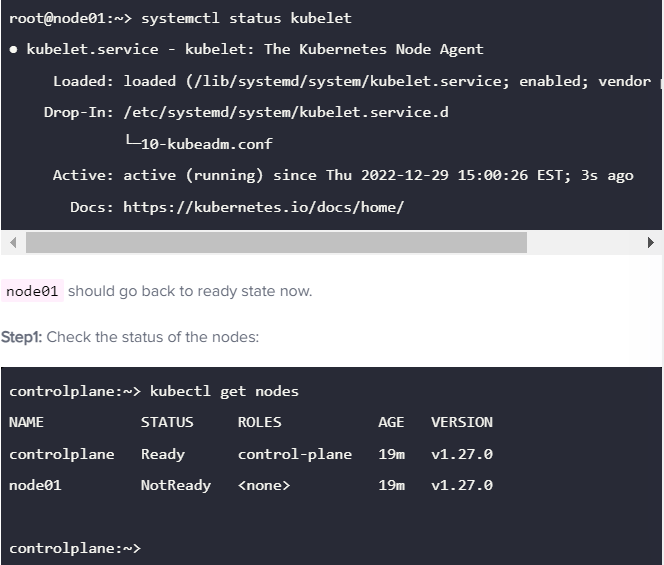 root@node01:~> systemctl status kubelet
● kubelet.service - kubelet: The Kubernetes Node Agent
     Loaded: loaded (/lib/systemd/system/kubelet.service; enabled; vendor
    Drop-In: /etc/systemd/system/kubelet.service.d
             └─10-kubeadm.conf
     Active: active (running) since Thu 2022-12-29 15:00:26 EST; 3s ago
       Docs: https://kubernetes.io/docs/home/
node01 should go back to ready state now.
Step1: Check the status of the nodes:
controlplane:~> kubectl get nodes
NAME           STATUS     ROLES           AGE   VERSION
controlplane   Ready      control-plane   19m   v1.27.0
node01         NotReady   <none>          19m   v1.27.0
controlplane:~>